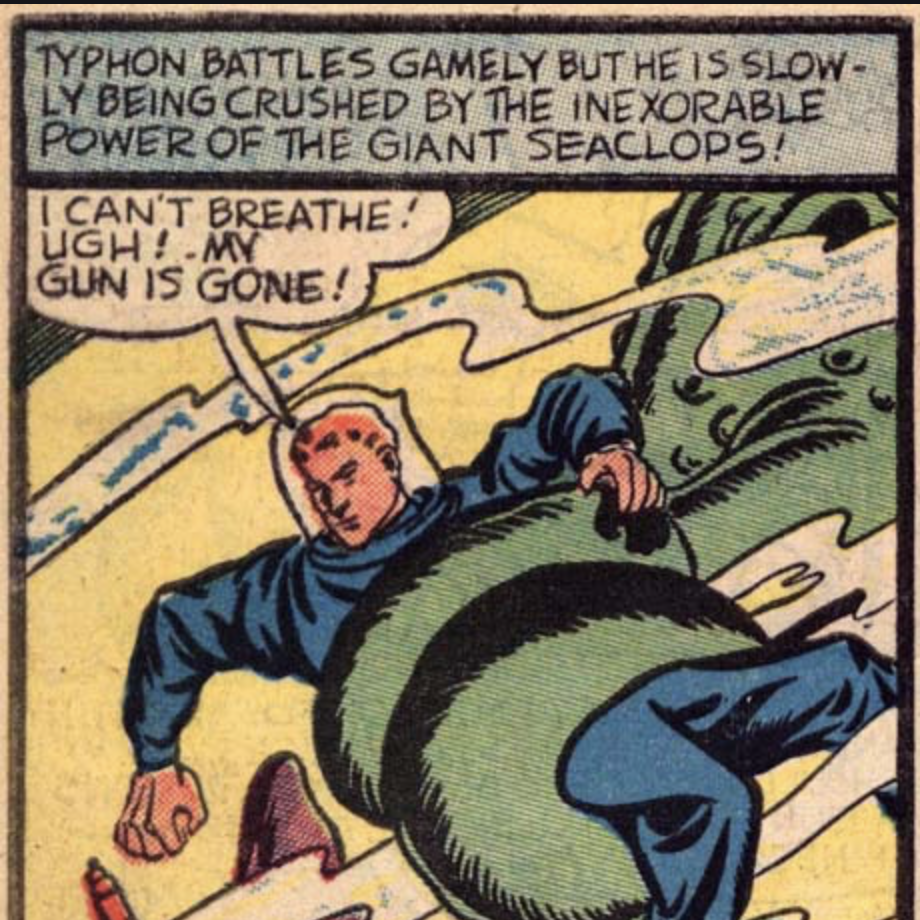 TYPHON BATTLES GAMELY BUT HE IS SLOW-
LY BEING CRUSHED BY THE INEXORABLE
POWER OF THE GIANT SEACLOPS!
I CAN'T BREATHE!
UGH! - MY
GUN IS GONE!